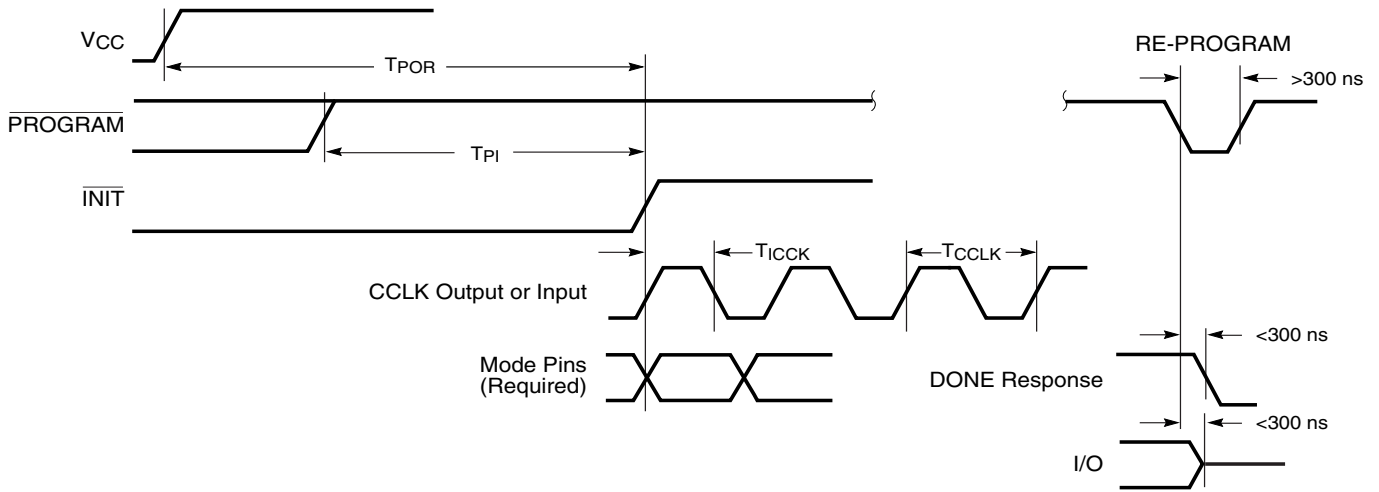 VCC
RE-PROGRAM
TPOR
>300 ns
PROGRAM
TPI
INIT
TICCK
TCCLK
CCLK Output or Input
<300 ns
Mode Pins
(Required)
DONE Response
<300 ns
I/O